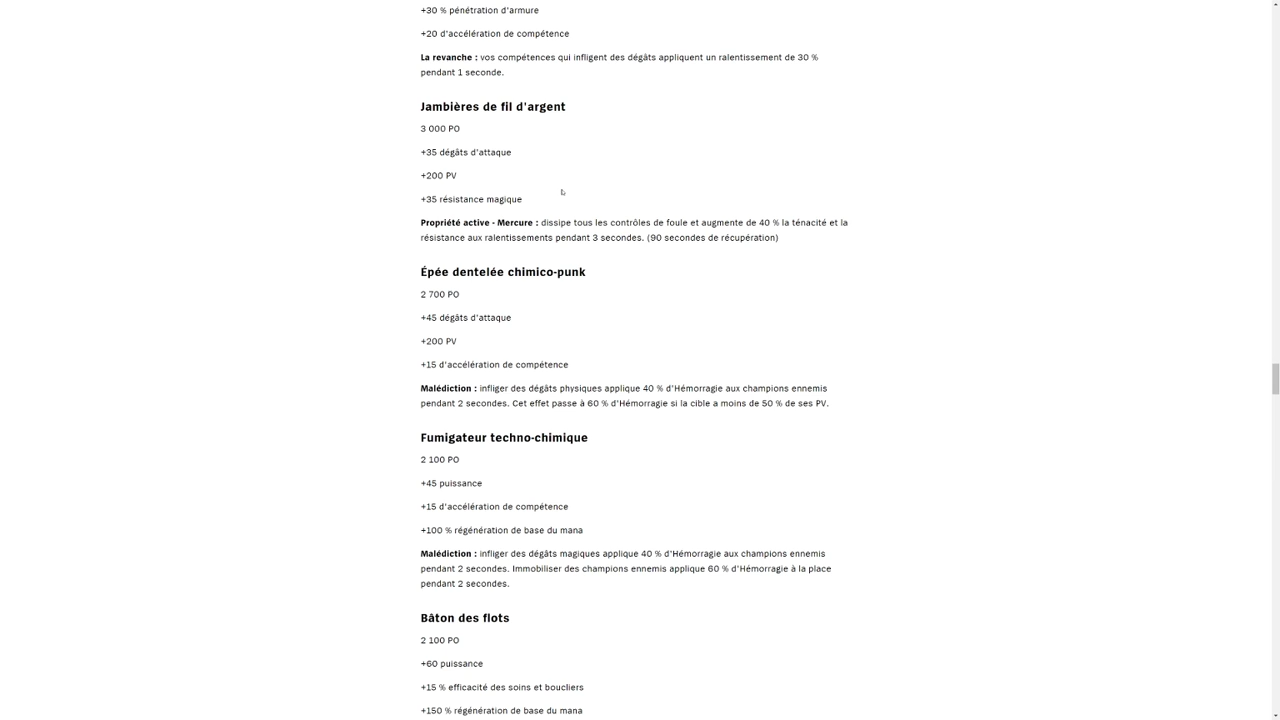 +30 % pénétration d'armure
+20 d'accélération de compétence
La revanche : vos compétences qui infligent des dégâts appliquent un ralentissement de 30 %
pendant 1 seconde.
Jambières de fil d'argent
3 000 PO
+35 dégâts d'attaque
+200 PV
+35 résistance magique
Propriété active - Mercure : dissipe tous les contrôles de foule et augmente de 40 % la ténacité et la
résistance aux ralentissements pendant 3 secondes. (90 secondes de récupération)
Épée dentelée chimico-punk
2 700 PO
+45 dégâts d'attaque
+200 PV
+15 d'accélération de compétence
Malédiction : infliger des dégâts physiques applique 40 % d'Hémorragie aux champions ennemis
pendant 2 secondes. Cet effet passe à 60 % d'Hémorragie si la cible a moins de 50 % de ses PV.
Fumigateur techno-chimique
2 100 PO
+45 puissance
+15 d'accélération de compétence
+100 % régénération de base du mana
Malédiction : infliger des dégâts magiques applique 40 % d'Hémorragie aux champions ennemis
pendant 2 secondes. Immobiliser des champions ennemis applique 60 % d'Hémorragie à la place
pendant 2 secondes.
Bâton des flots
2 100 PO
+60 puissance
+15 % efficacité des soins et boucliers
+150 % régénération de base du mana